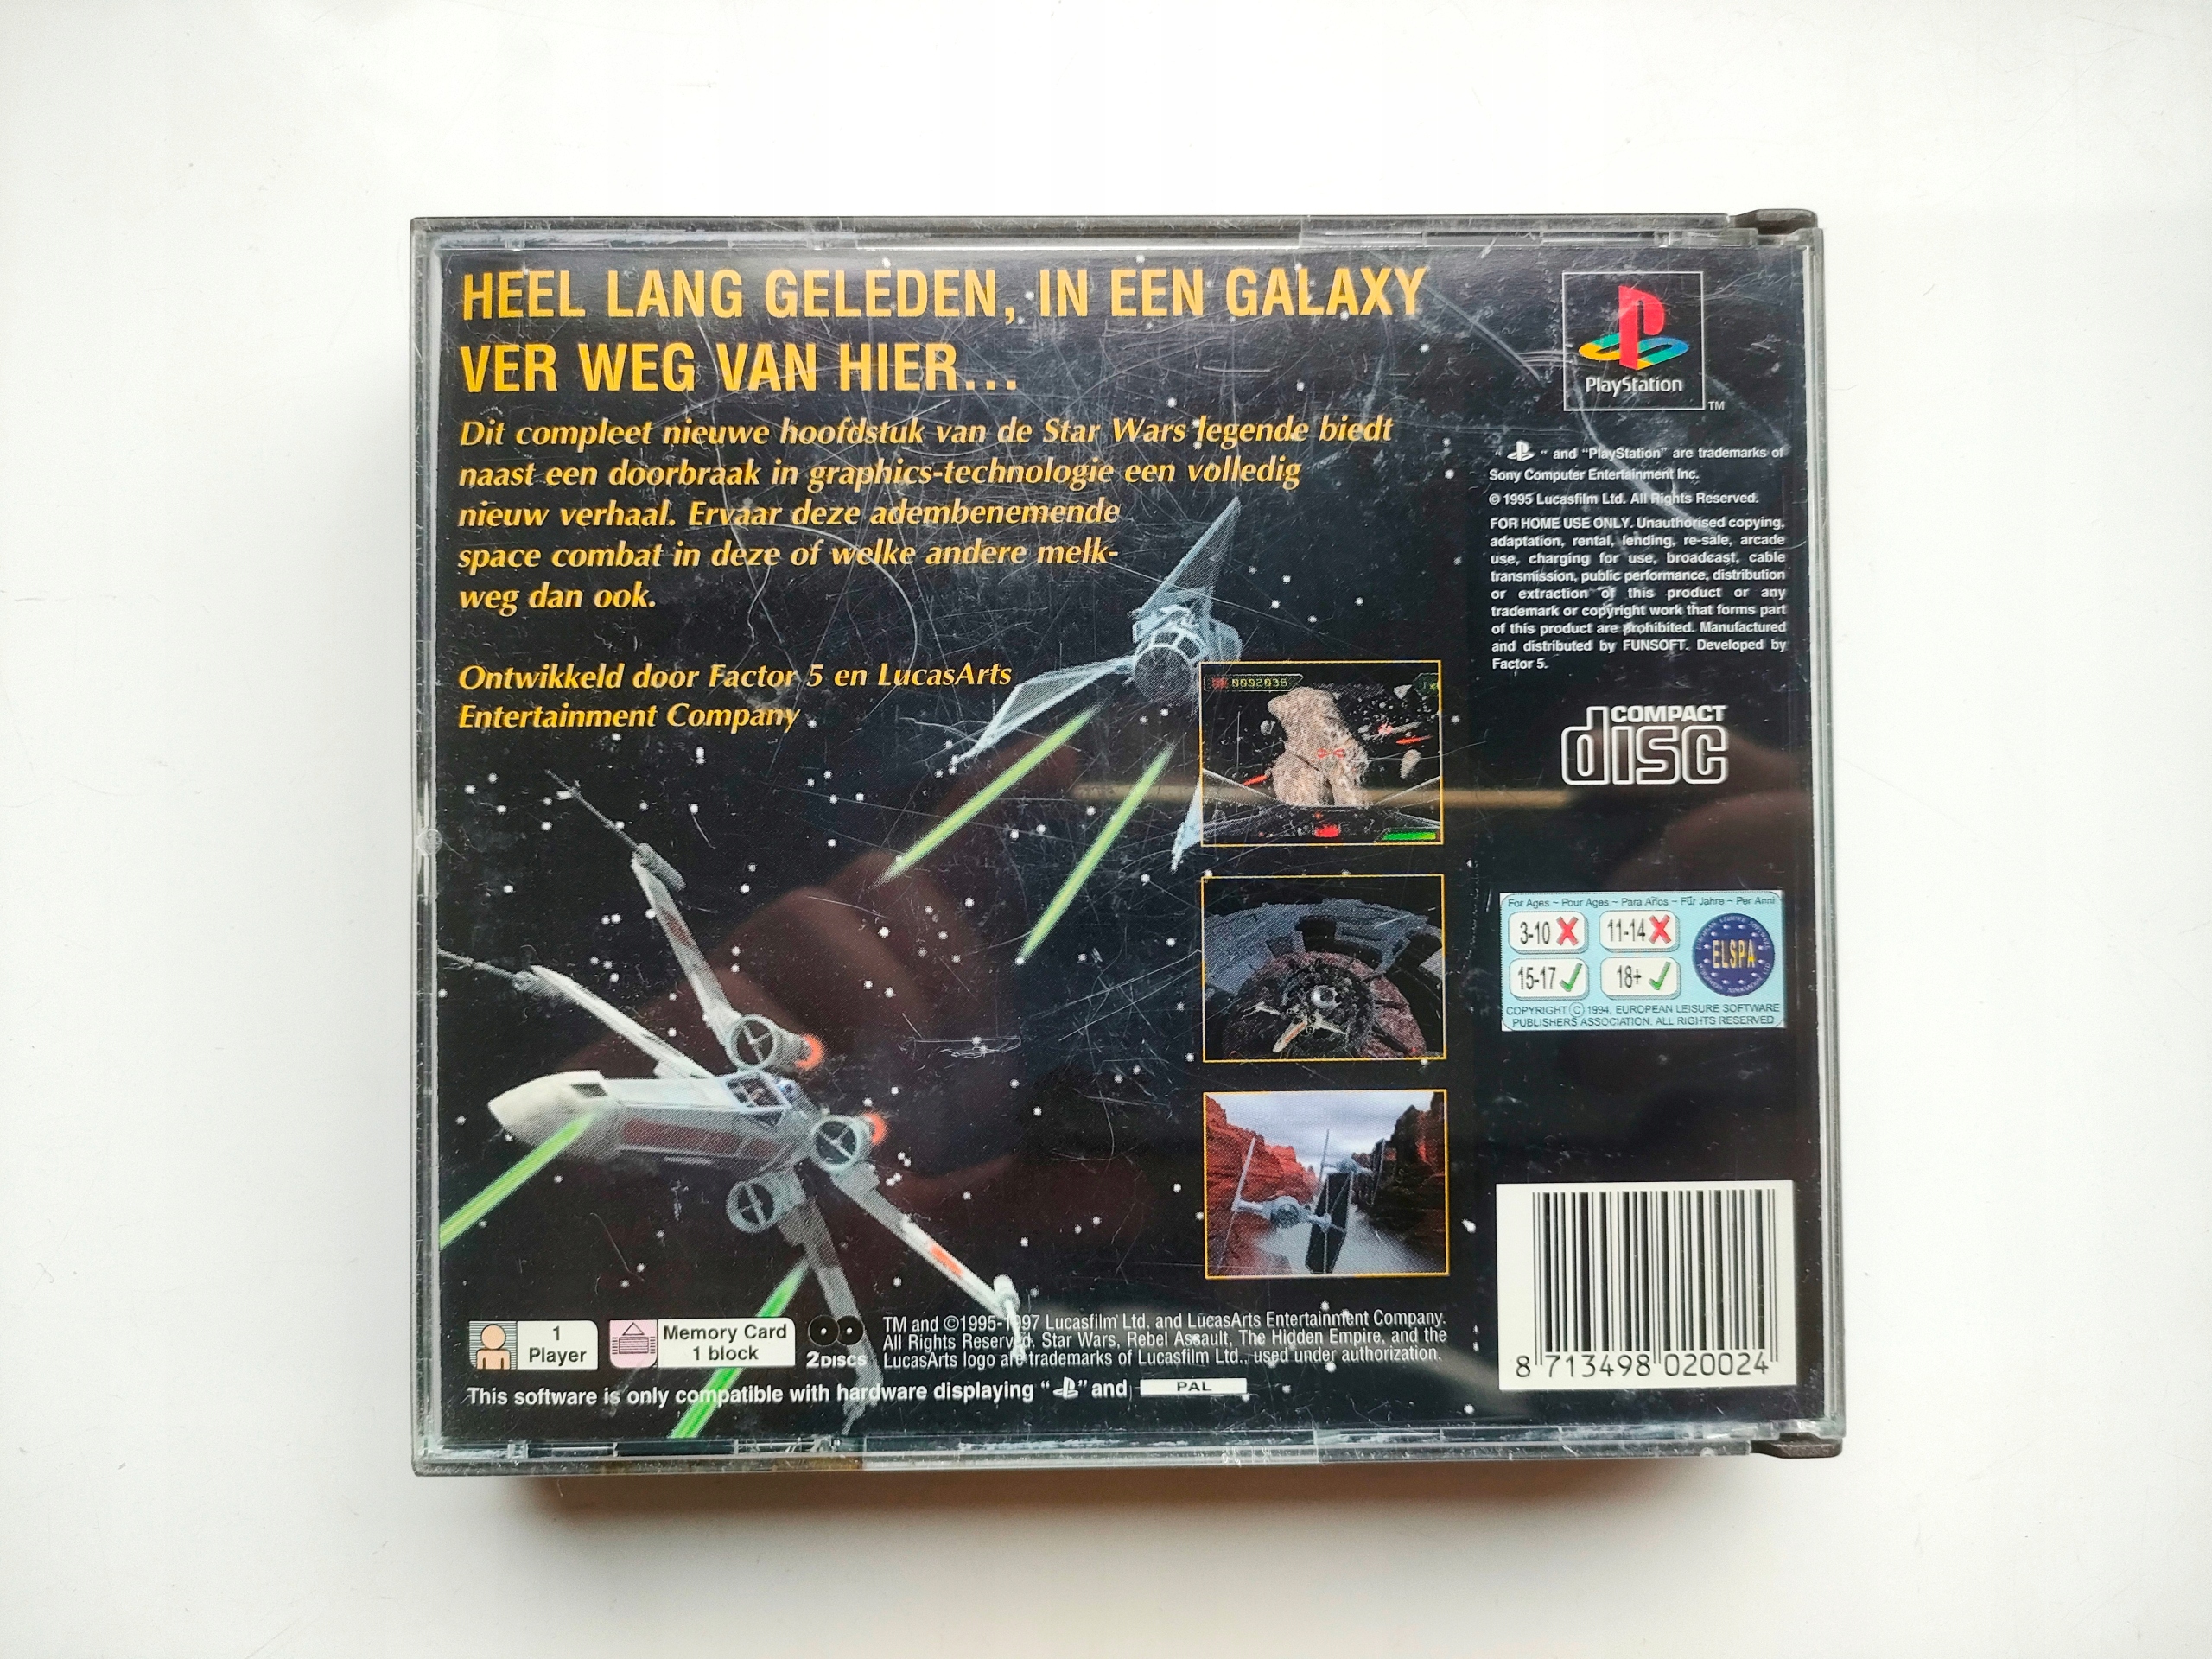 HEEL LANG GELEDEN, IN EEN GALAXY
VER WEG VAN HIER...
Dit compleet nieuwe hoofdstuk van de Star Wars legende biedt
naast een doorbraak in graphics-technologie een volledig
nieuw verhaal. Ervaar deze adembenemende
space combat in deze of welke andere melk-
weg dan ook.
Ontwikkeld door Factor 5 en LucasArts
Entertainment Company
0002036
PlayStation
TM
" " and "PlayStation" are trademarks of
Sony Computer Entertainment Inc.
© 1995 Lucasfilm Ltd. All Rights Reserved.
FOR HOME USE ONLY. Unauthorised copying,
adaptation, rental, lending, re-sale, arcade
use, charging for use, broadcast, cable
transmission, public performance, distribution
or extraction of this product or any
trademark or copyright work that forms part
of this product are prohibited. Manufactured
and distributed by FUNSOFT. Developed by
Factor 5.
COMPACT
disc
For Ages ~ Pour Ages ~ Para Años ~ Für Jahre ~ Per Anni
3-10 11-14
15-17 18+
ELSPA
COPYRIGHT © 1994, EUROPEAN LEISURE SOFTWARE
PUBLISHERS ASSOCIATION. ALL RIGHTS RESERVED
8 713498 020024
1
Player
Memory Card
1 block
2 DISCS
TM and ©1995-1997 Lucasfilm Ltd. and LucasArts Entertainment Company.
All Rights Reserved. Star Wars, Rebel Assault, The Hidden Empire, and the
LucasArts logo are trademarks of Lucasfilm Ltd., used under authorization.
This software is only compatible with hardware displaying " " and PAL